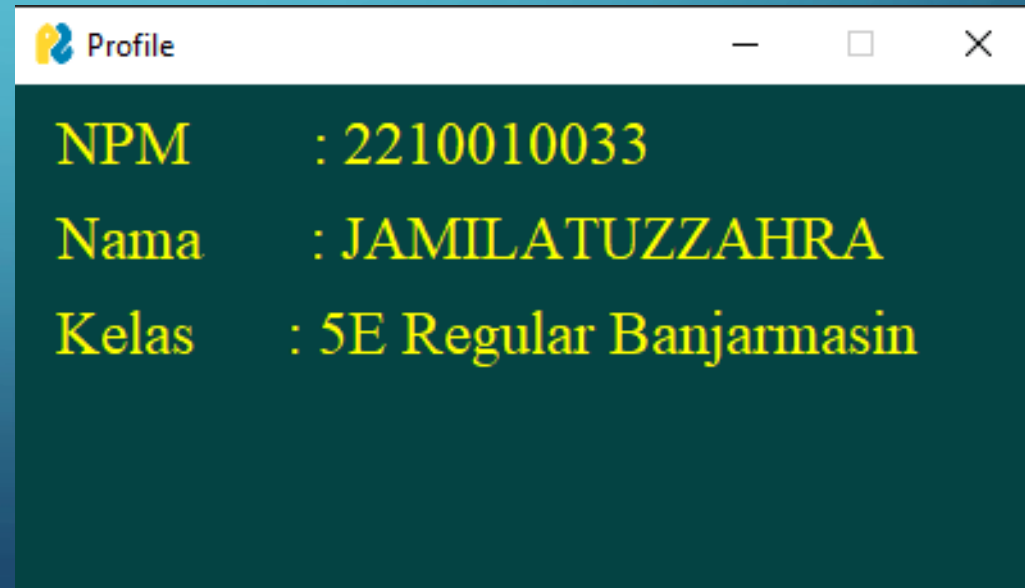 Profile
NPM : 2210010033
Nama : JAMILATUZZAHRA
Kelas : 5E Regular Banjarmasin